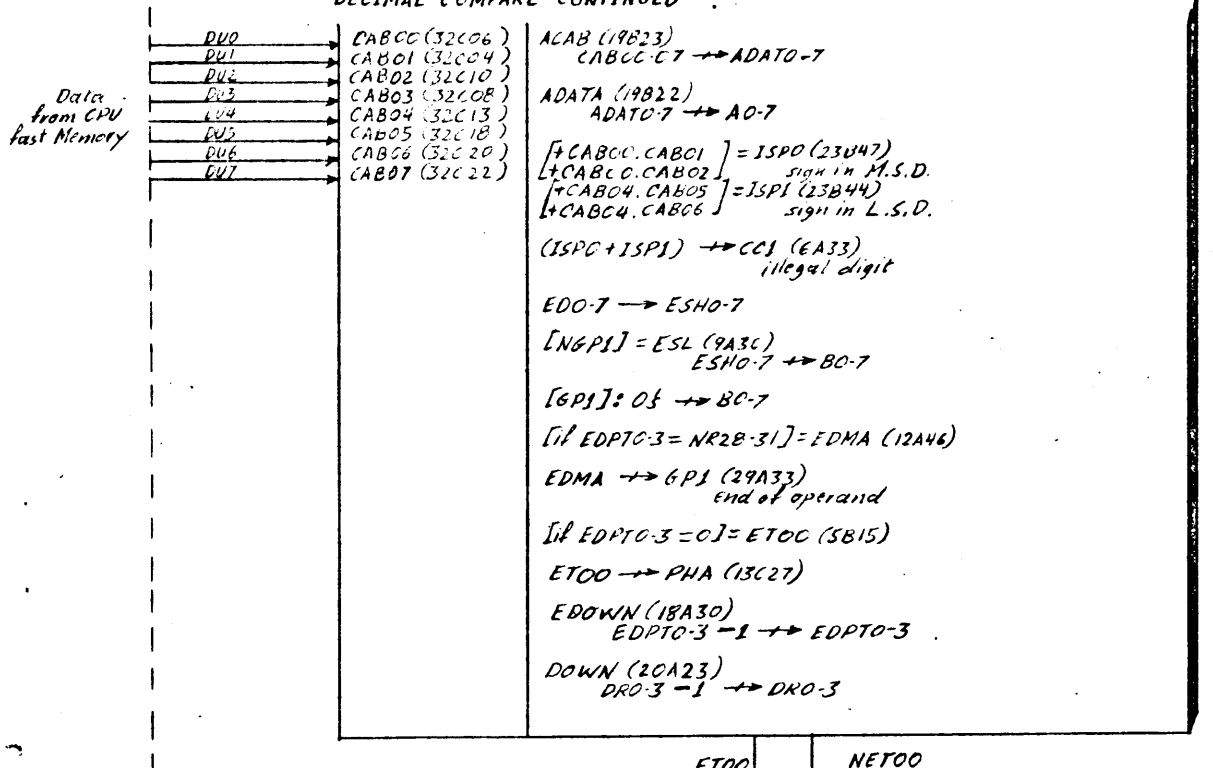 DECIMAL COMPARE CONTINUED
Data
from CPU
fast Memory
DU0
DU1
DU2
DU3
DU4
DU5
DU6
DU7
CAB00 (32C06)
CAB01 (32C04)
CAB02 (32C10)
CAB03 (32C08)
CAB04 (32C13)
CAB05 (32C18)
CAB06 (32C20)
CAB07 (32C22)
ACAB (19B23)
CAB00-07 ↛ ADAT0-7
ADATA (19B22)
ADAT0-7 ↛ A0-7
[+CAB00.CAB01 ] = ISP0 (23B47)
[+CAB00.CAB02] sign in M.S.D.
[+CAB04.CAB05 ] = ISP1 (23B44)
[+CAB04.CAB06 ] sign in L.S.D.
(ISP0 + ISP1) ↛ CC1 (6A33)
illegal digit
ED0-7 → ESH0-7
[NGP1] = ESL (9A30)
ESH0-7 ↛ B0-7
[GP1]: 0s ↛ B0-7
[if EDPT0-3 = NR28-31] = EDMA (12A46)
EDMA ↛ GP1 (29A33)
end of operand
[if EDPT0-3 = 0] = ET00 (5B15)
ET00 ↛ PHA (13C27)
EDOWN (18A30)
EDPT0-3 -1 ↛ EDPT0-3
DOWN (20A23)
DR0-3 -1 ↛ DR0-3
ET00
NET00